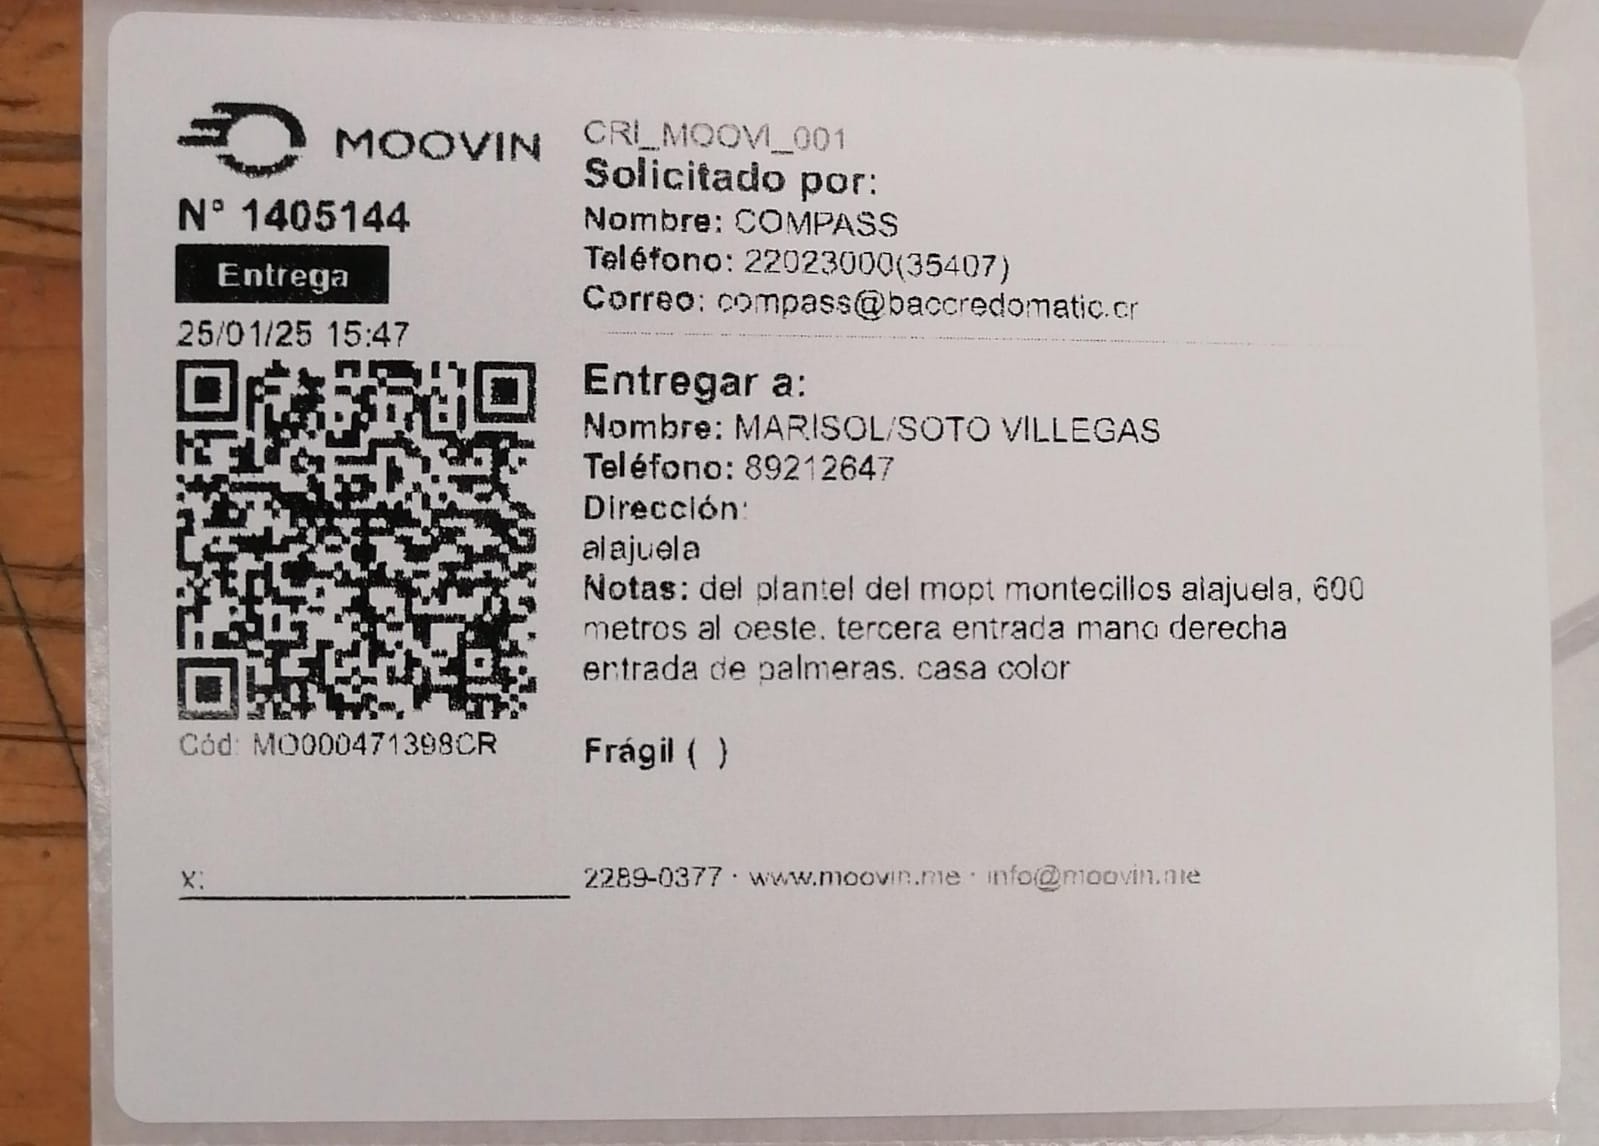 MOOVIN
N° 1405144
Entrega
25/01/25 15:47
Cód: MO000471398CR
x:
CRI_MOOVI_001
Solicitado por:
Nombre: COMPASS
Teléfono: 22023000(35407)
Correo: compass@baccredomatic.cr
Entregar a:
Nombre: MARISOL/SOTO VILLEGAS
Teléfono: 89212647
Dirección:
alajuela
Notas: del plantel del mopt montecillos alajuela, 600
metros al oeste. tercera entrada mano derecha
entrada de palmeras. casa color
Frágil ( )
2289-0377 · www.moovin.me · info@moovin.me